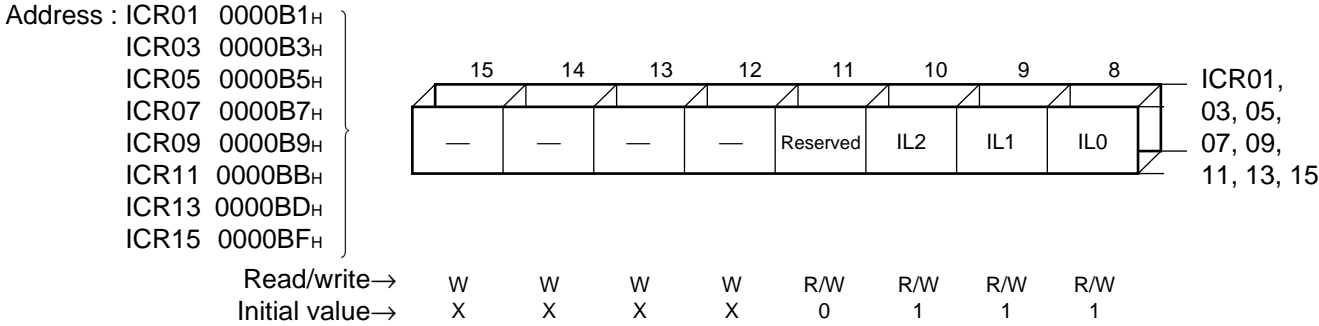 Address : ICR01 0000B1H
ICR03 0000B3H
ICR05 0000B5H
ICR07 0000B7H
ICR09 0000B9H
ICR11 0000BBH
ICR13 0000BDH
ICR15 0000BFH
15 14 13 12 11 10 9 8
— — — — Reserved IL2 IL1 IL0
ICR01,
03, 05,
07, 09,
11, 13, 15
Read/write→ W W W W R/W R/W R/W R/W
Initial value→ X X X X 0 1 1 1